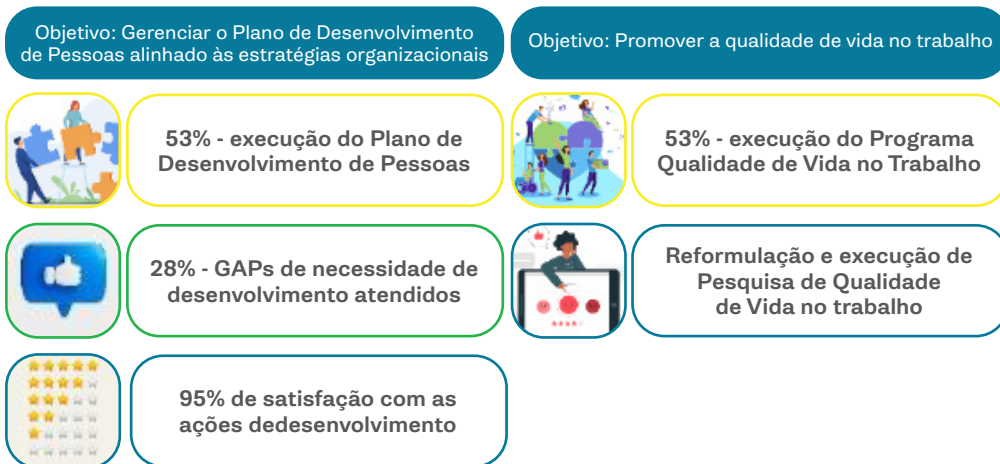 Objetivo: Gerenciar o Plano de Desenvolvimento
de Pessoas alinhado às estratégias organizacionais
53% - execução do Plano de
Desenvolvimento de Pessoas
28% - GAPs de necessidade de
desenvolvimento atendidos
95% de satisfação com as
ações dedesenvolvimento
Objetivo: Promover a qualidade de vida no trabalho
53% - execução do Programa
Qualidade de Vida no Trabalho
Reformulação e execução de
Pesquisa de Qualidade
de Vida no trabalho